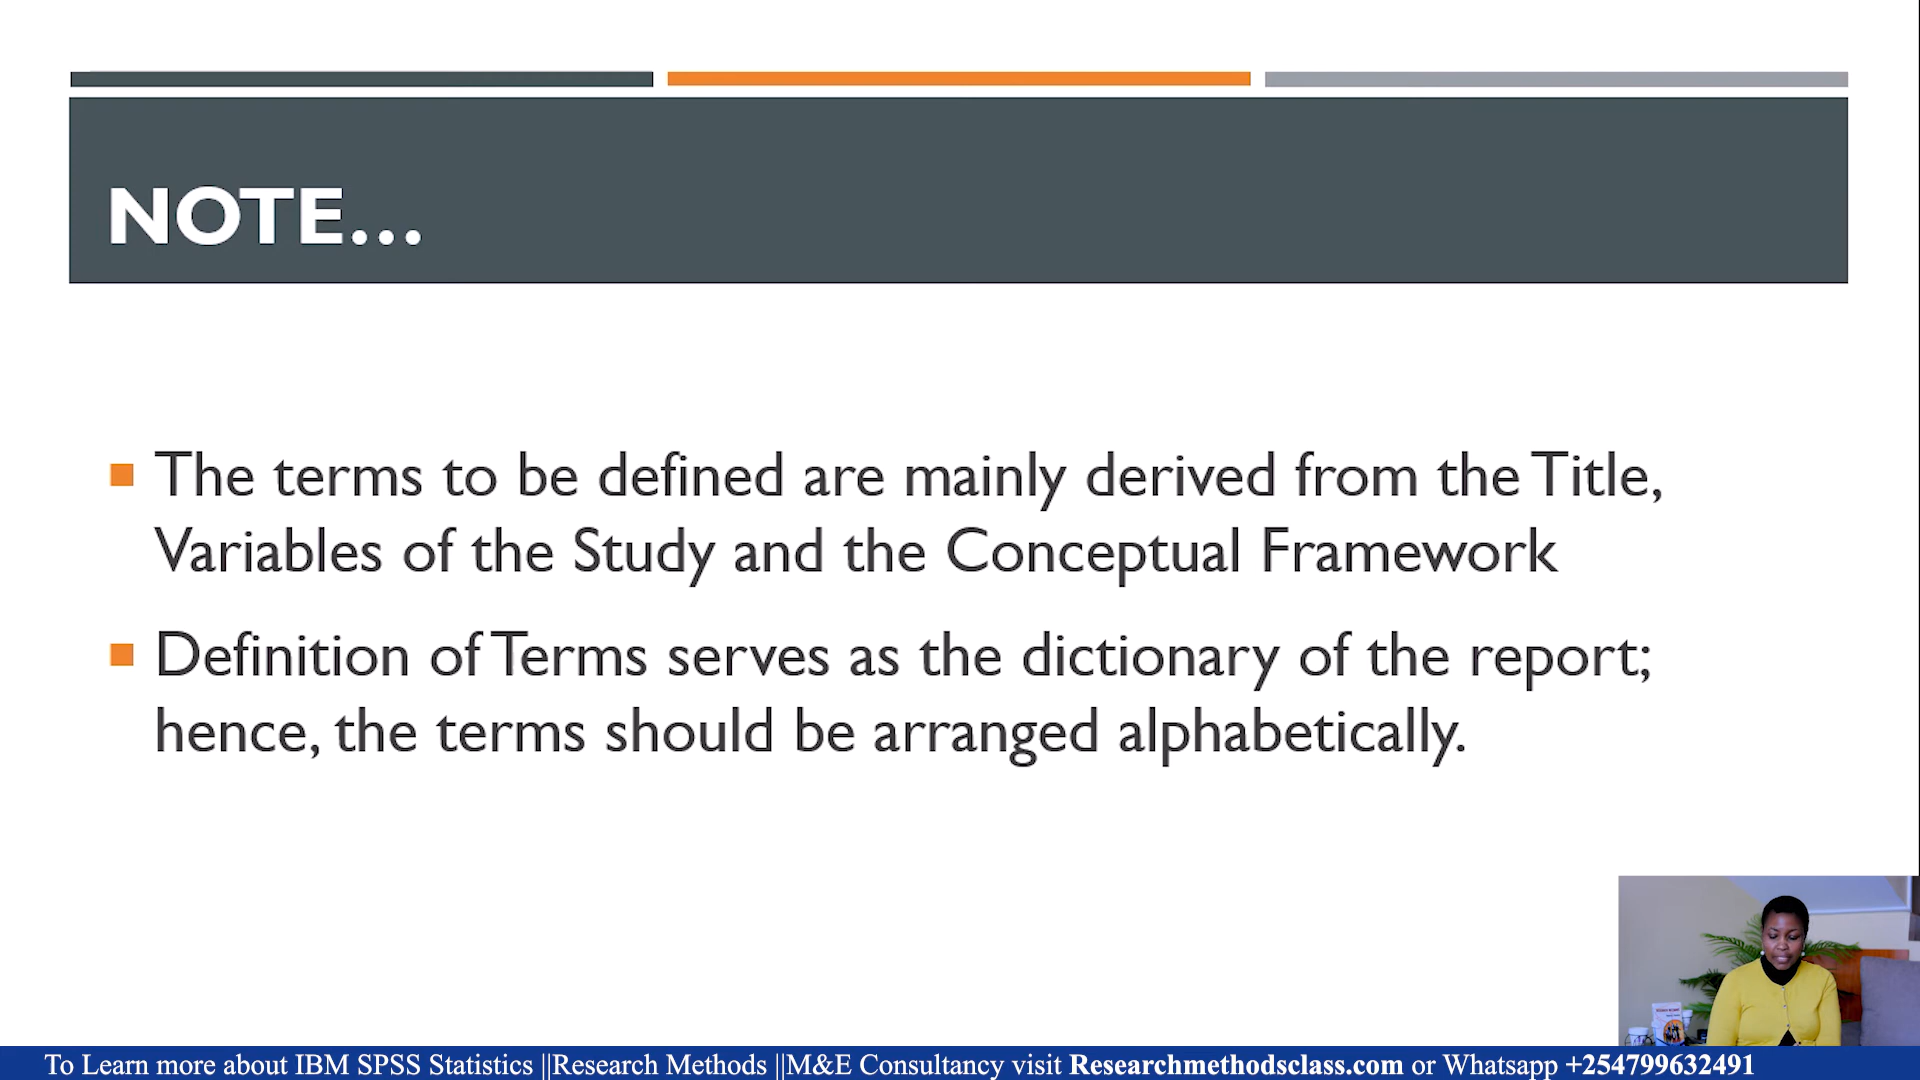 NOTE...
The terms to be defined are mainly derived from the Title,
Variables of the Study and the Conceptual Framework
Definition of Terms serves as the dictionary of the report;
hence, the terms should be arranged alphabetically.
To Learn more about IBM SPSS Statistics ||Research Methods ||M&E Consultancy visit Researchmethodsclass.com or Whatsapp +254799632491